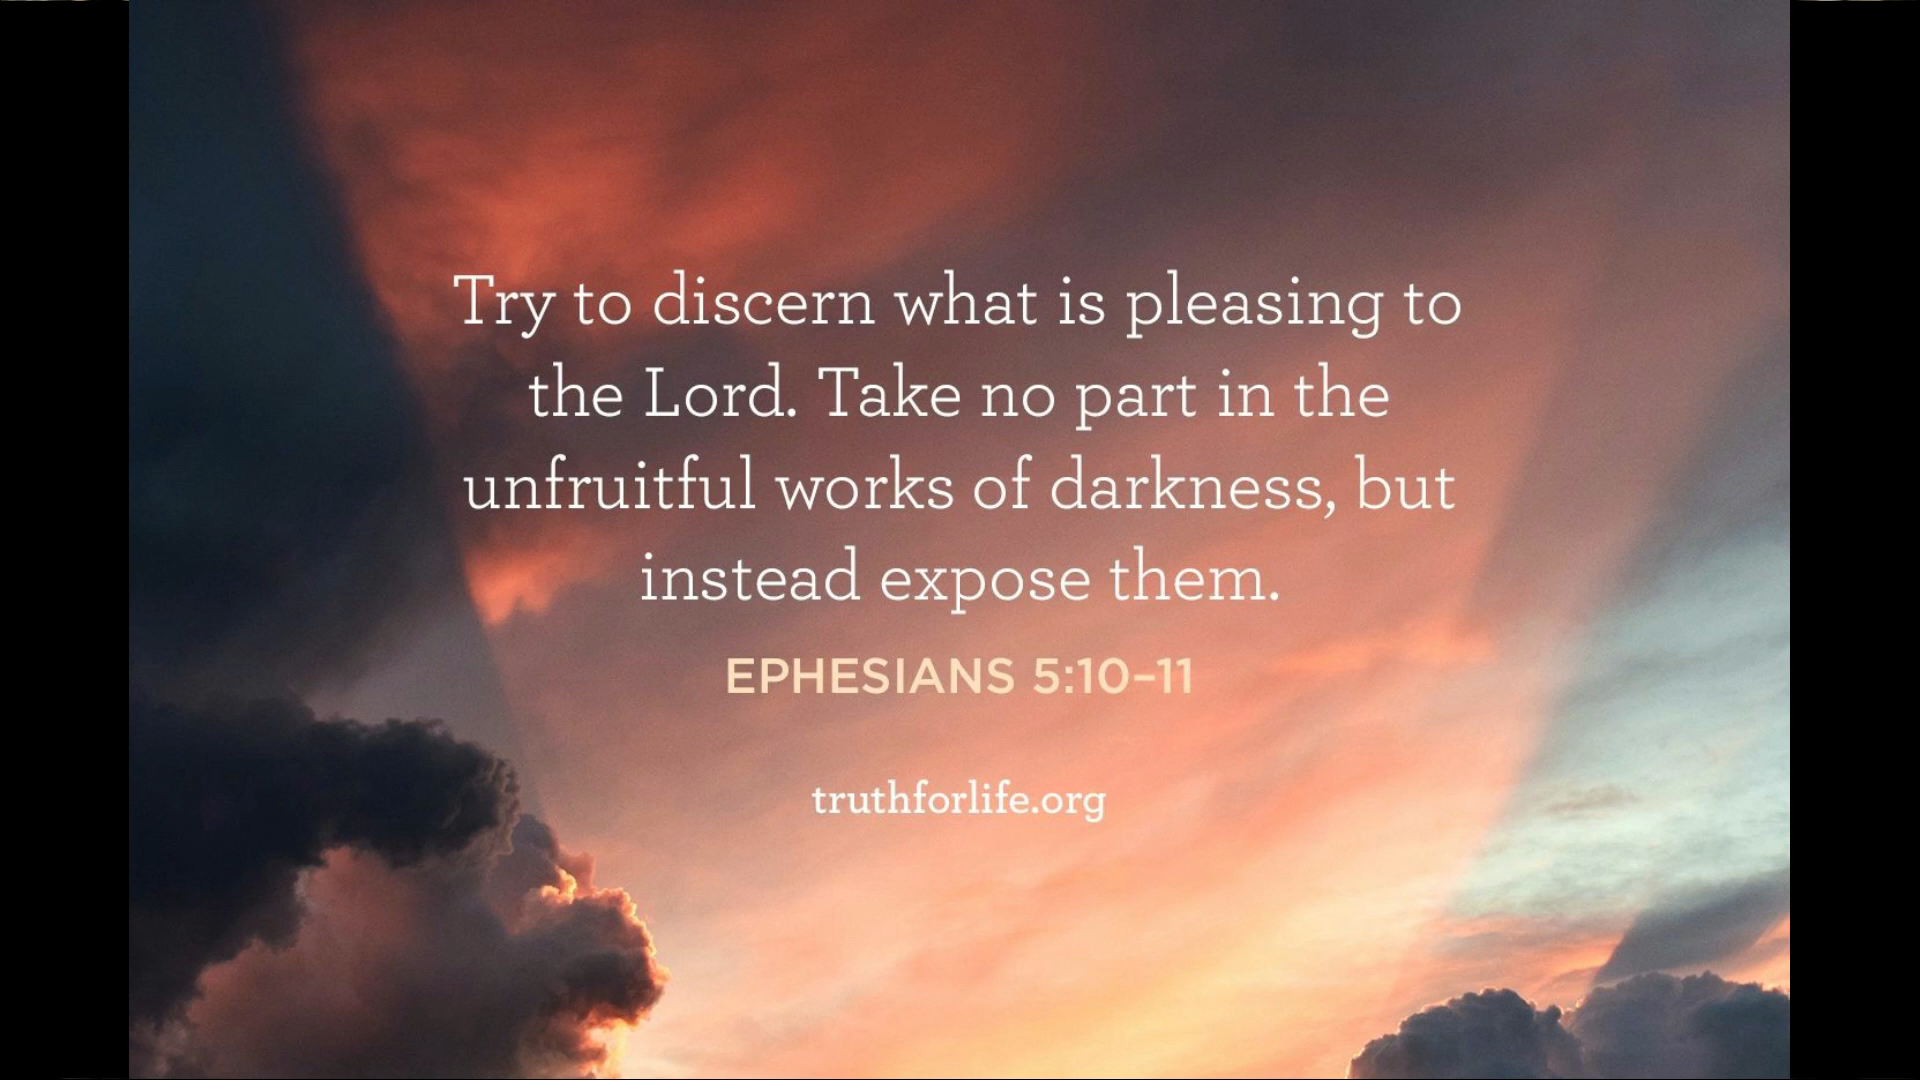 Try to discern what is pleasing to
the Lord. Take no part in the
unfruitful works of darkness, but
instead expose them.
EPHESIANS 5:10–11
truthforlife.org